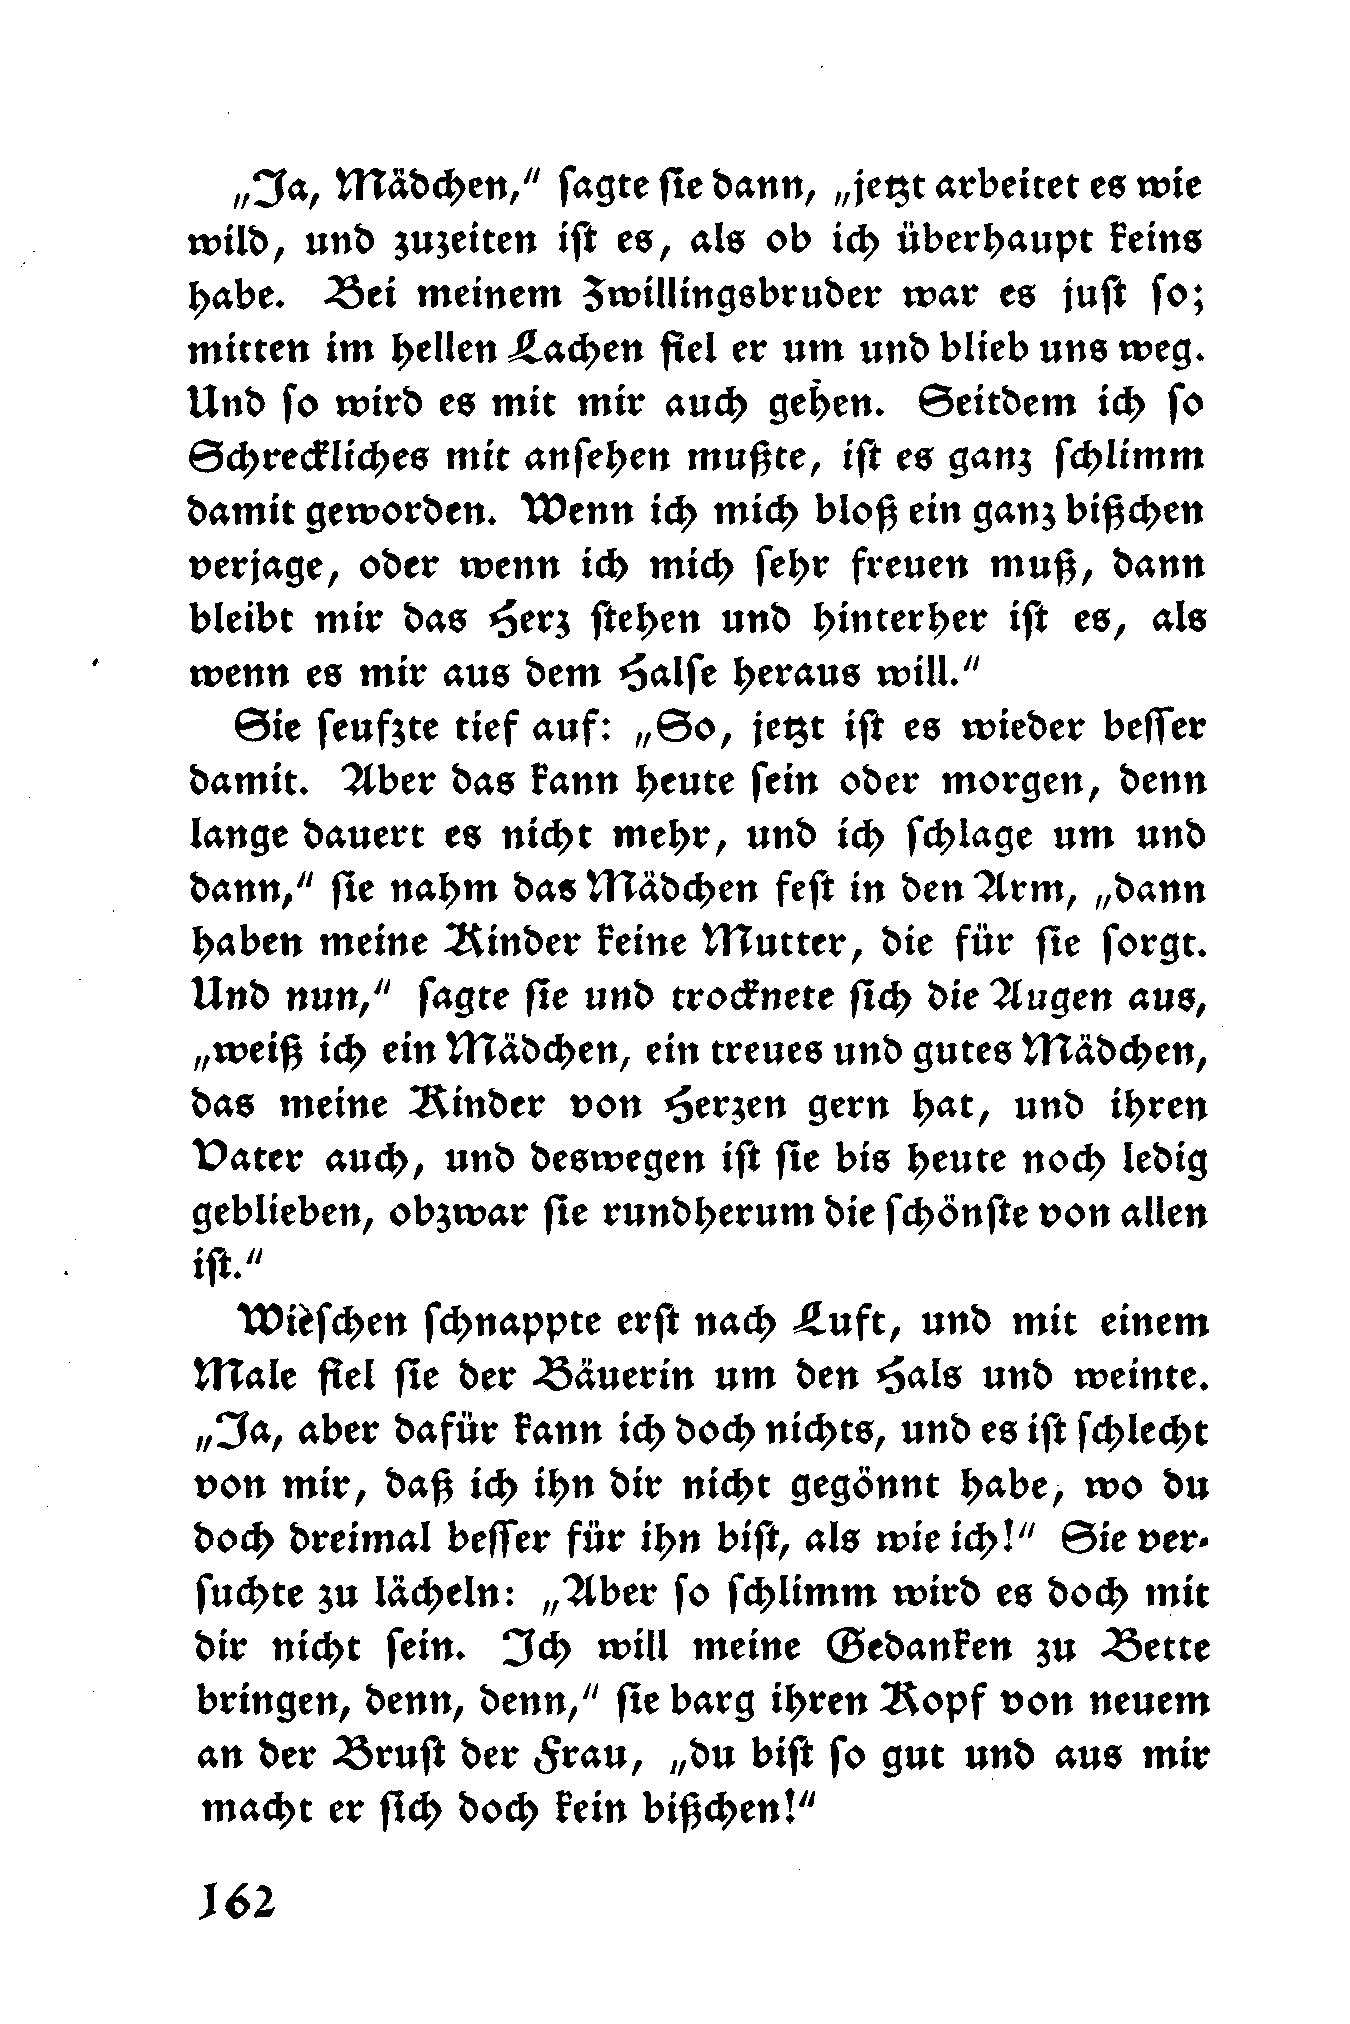 „Ja, Mädchen,“ sagte sie dann, „jetzt arbeitet es wie
wild, und zuzeiten ist es, als ob ich überhaupt keins
habe. Bei meinem Zwillingsbruder war es just so;
mitten im hellen Lachen fiel er um und blieb uns weg.
Und so wird es mit mir auch gehen. Seitdem ich so
Schreckliches mit ansehen mußte, ist es ganz schlimm
damit geworden. Wenn ich mich bloß ein ganz bißchen
verjage, oder wenn ich mich sehr freuen muß, dann
bleibt mir das Herz stehen und hinterher ist es, als
wenn es mir aus dem Halse heraus will.“
Sie seufzte tief auf: „So, jetzt ist es wieder besser
damit. Aber das kann heute sein oder morgen, denn
lange dauert es nicht mehr, und ich schlage um und
dann,“ sie nahm das Mädchen fest in den Arm, „dann
haben meine Kinder keine Mutter, die für sie sorgt.
Und nun,“ sagte sie und trocknete sich die Augen aus,
„weiß ich ein Mädchen, ein treues und gutes Mädchen,
das meine Kinder von Herzen gern hat, und ihren
Vater auch, und deswegen ist sie bis heute noch ledig
geblieben, obzwar sie rundherum die schönste von allen
ist.“
Wieschen schnappte erst nach Luft, und mit einem
Male fiel sie der Bäuerin um den Hals und weinte.
„Ja, aber dafür kann ich doch nichts, und es ist schlecht
von mir, daß ich ihn dir nicht gegönnt habe, wo du
doch dreimal besser für ihn bist, als wie ich!“ Sie ver-
suchte zu lächeln: „Aber so schlimm wird es doch mit
dir nicht sein. Ich will meine Gedanken zu Bette
bringen, denn, denn,“ sie barg ihren Kopf von neuem
an der Brust der Frau, „du bist so gut und aus mir
macht er sich doch kein bißchen!“
162